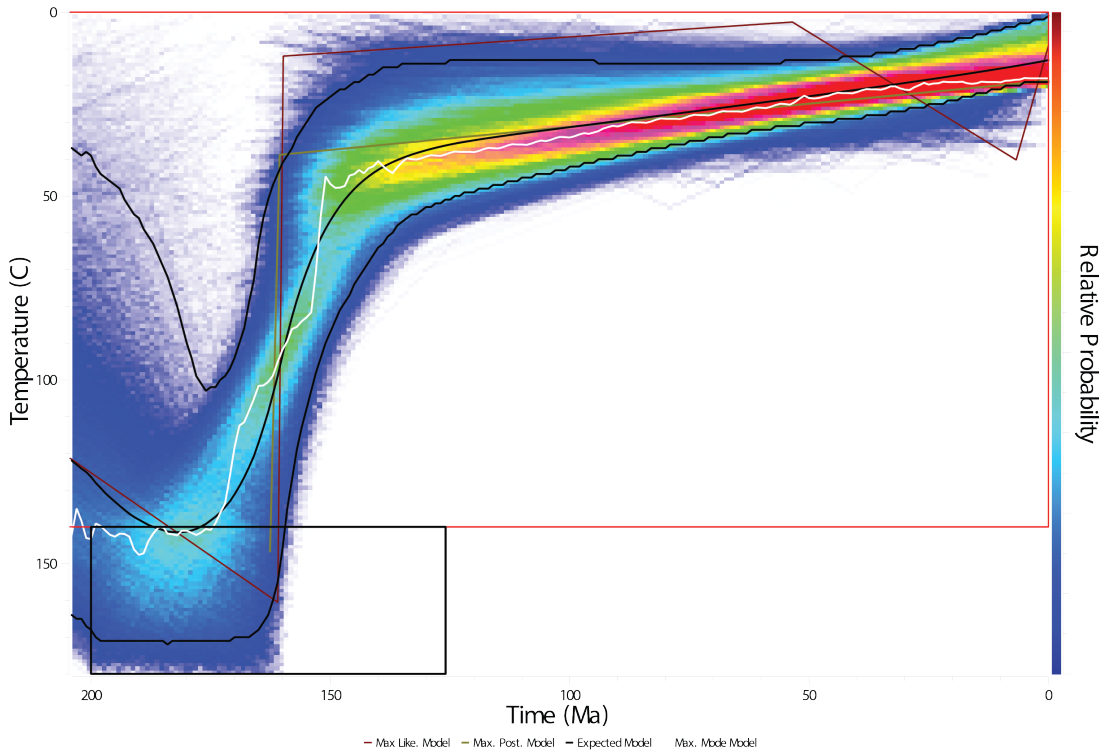 0
50
100
150
Temperature (C)
200
150
100
50
0
Time (Ma)
Relative Probability
Max Like. Model
Max. Post. Model
Expected Model
Max. Mode Model